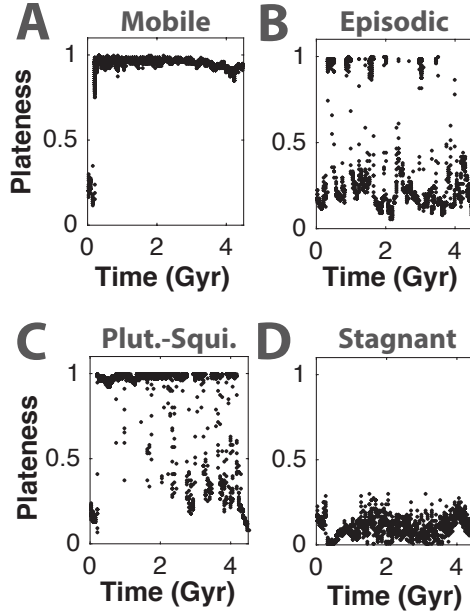 A Mobile
B Episodic
Plateness
1
0.5
0
0 2 4
Time (Gyr)
1
0.5
0
0 2 4
Time (Gyr)
C Plut.-Squi.
D Stagnant
Plateness
1
0.5
0
0 2 4
Time (Gyr)
1
0.5
0
0 2 4
Time (Gyr)